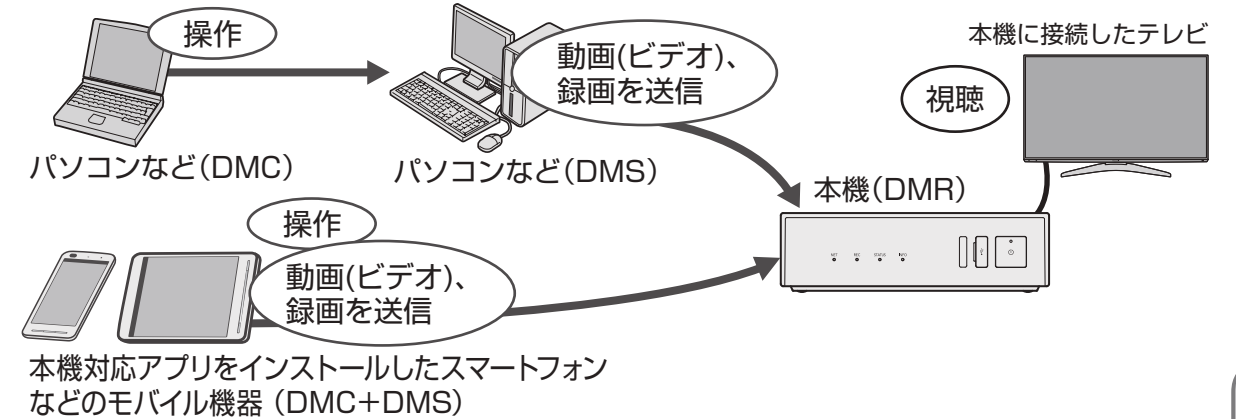 操作
動画(ビデオ)、
録画を送信
本機に接続したテレビ
視聴
パソコンなど(DMC)
パソコンなど(DMS)
本機(DMR)
操作
動画(ビデオ)、
録画を送信
NET REC STATUS INFO
本機対応アプリをインストールしたスマートフォン
などのモバイル機器(DMC+DMS)